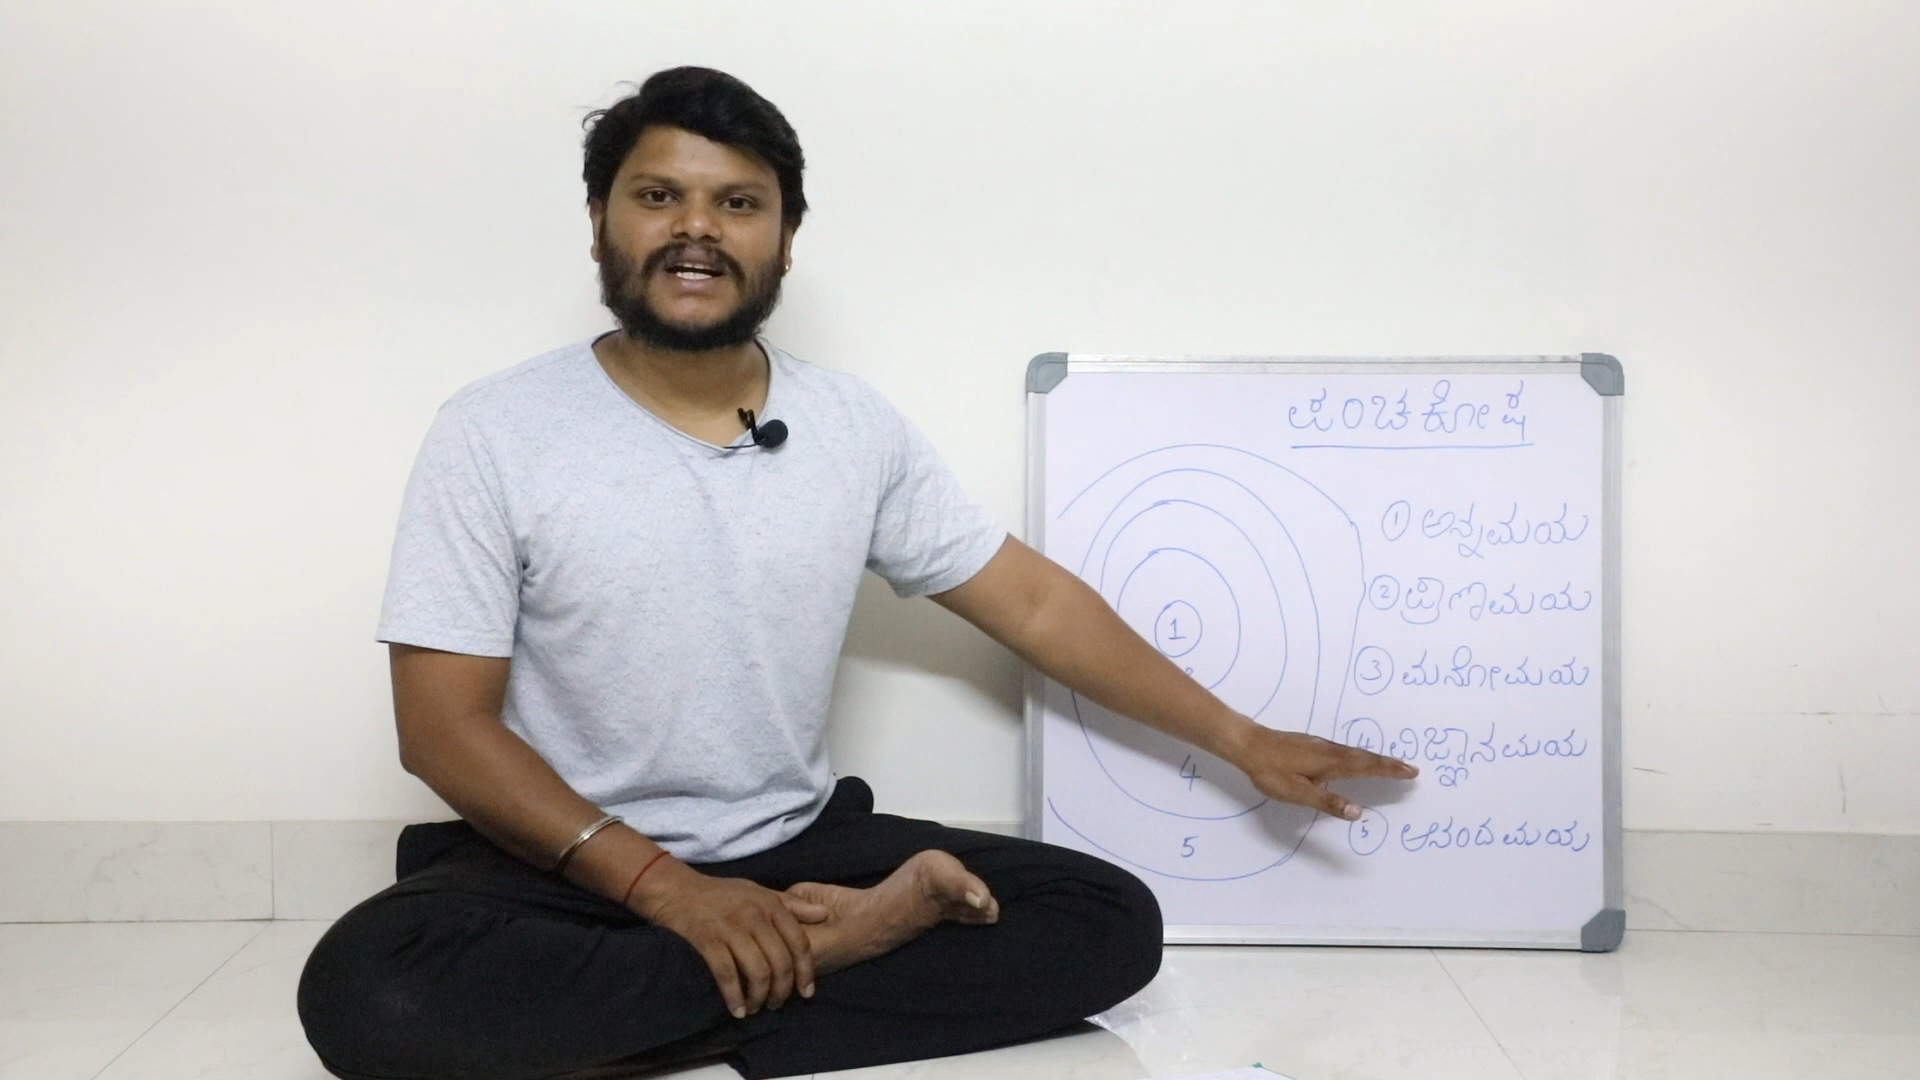 ಪಂಚಕೋಷ
① ಅನ್ನಮಯ
② ಪ್ರಾಣಮಯ
③ ಮನೋಮಯ
④ ವಿಜ್ಞಾನಮಯ
⑤ ಆನಂದಮಯ
1
4
5